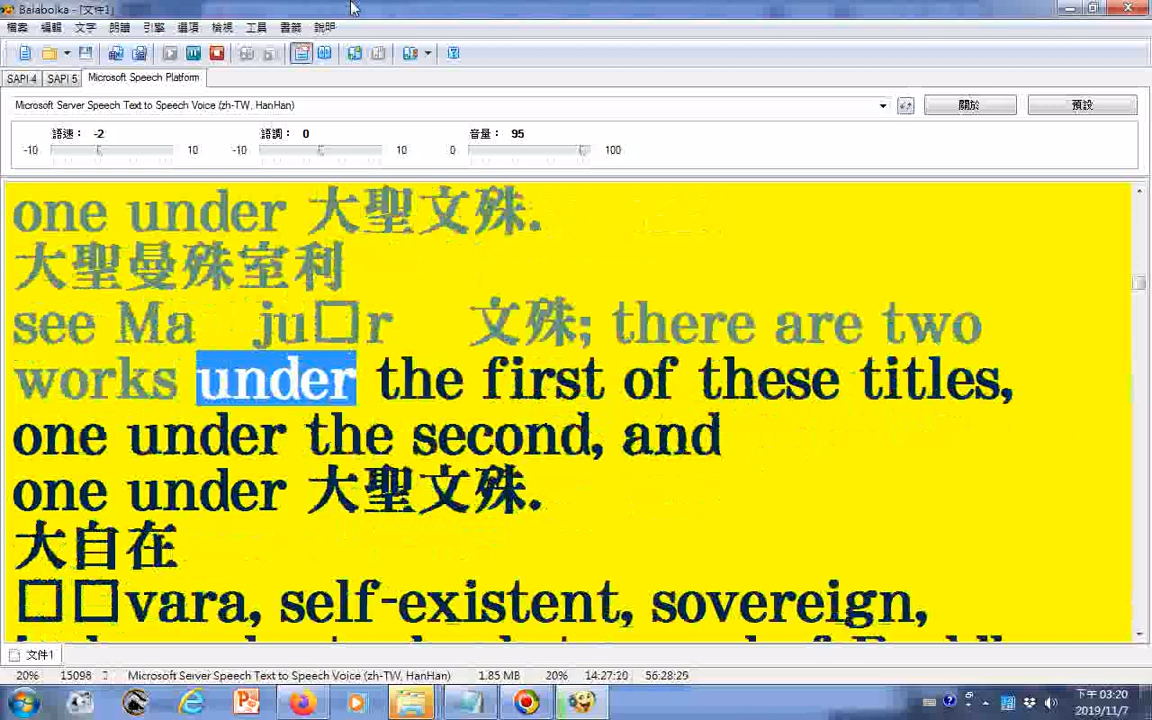 Balabolka - [文件1]
檔案 編輯 文字 朗讀 引擎 選項 檢視 工具 書籤 說明
SAPI 4 SAPI 5 Microsoft Speech Platform
Microsoft Server Speech Text to Speech Voice (zh-TW, HanHan) 關於 預設
語速： -2 語調： 0 音量： 95
-10 10 -10 10 0 100
one under 大聖文殊.
大聖曼殊室利
see Ma ju□r 文殊; there are two
works under the first of these titles,
one under the second, and
one under 大聖文殊.
大自在
□□vara, self-existent, sovereign,
文件1
20% 15098 Microsoft Server Speech Text to Speech Voice (zh-TW, HanHan) 1.85 MB 20% 14:27:10 56:28:29
下午 03:20
2019/11/7